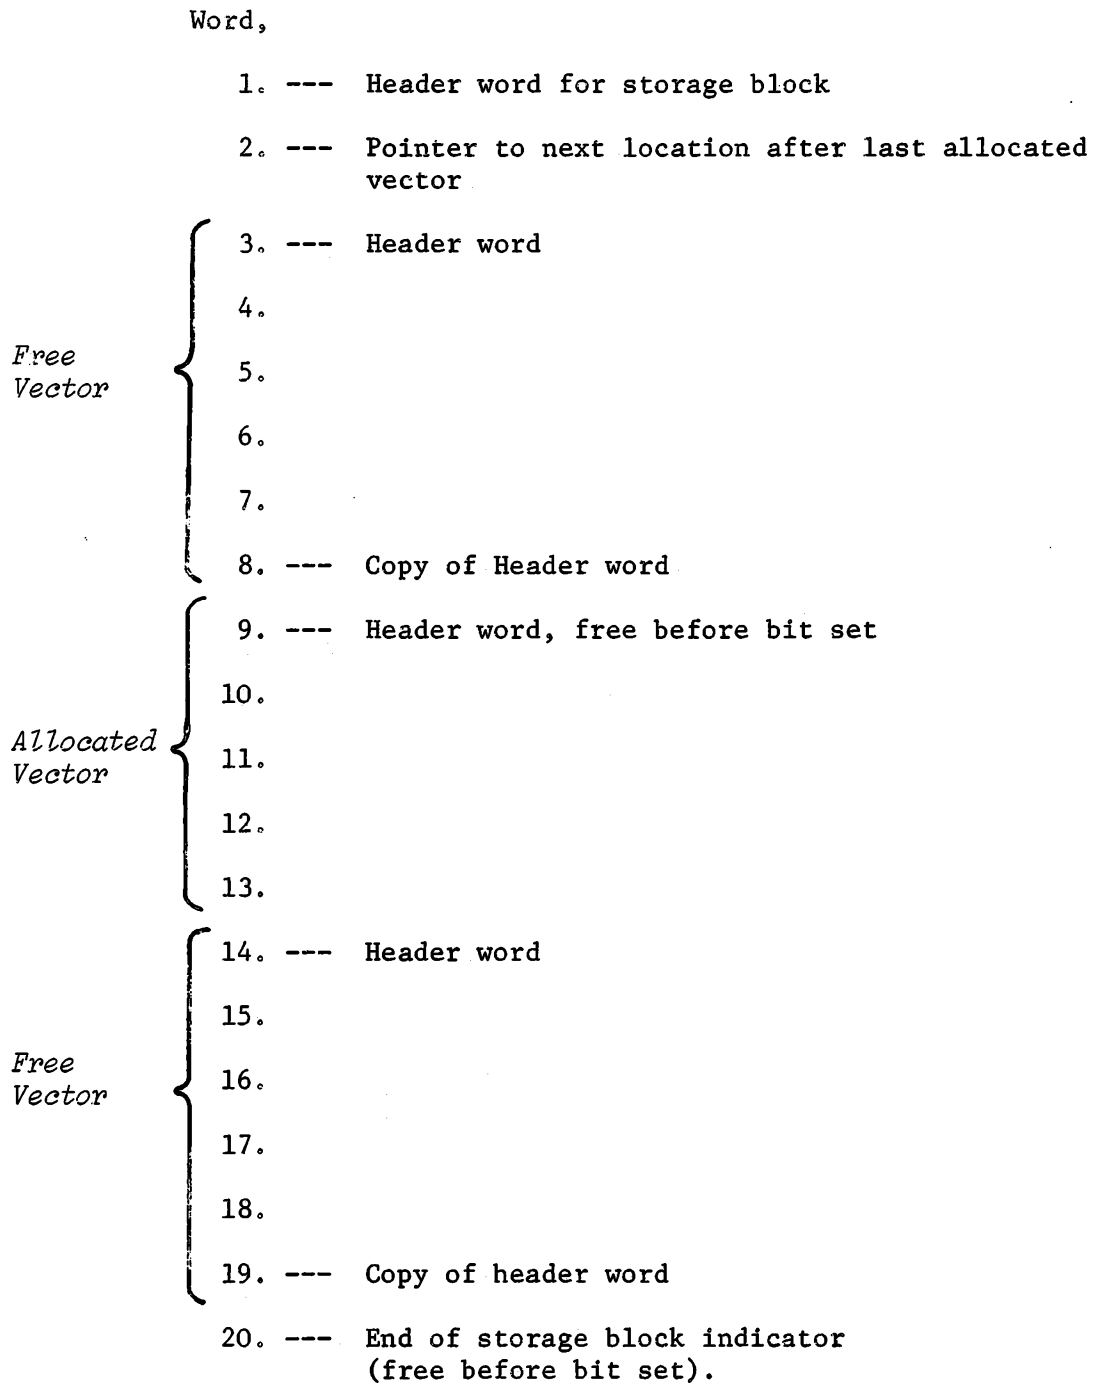 Word,
1. --- Header word for storage block
2. --- Pointer to next location after last allocated
vector
3. --- Header word
4.
Free
Vector
5.
6.
7.
8. --- Copy of Header word
9. --- Header word, free before bit set
10.
Allocated
Vector
11.
12.
13.
14. --- Header word
15.
Free
Vector
16.
17.
18.
19. --- Copy of header word
20. --- End of storage block indicator
(free before bit set).